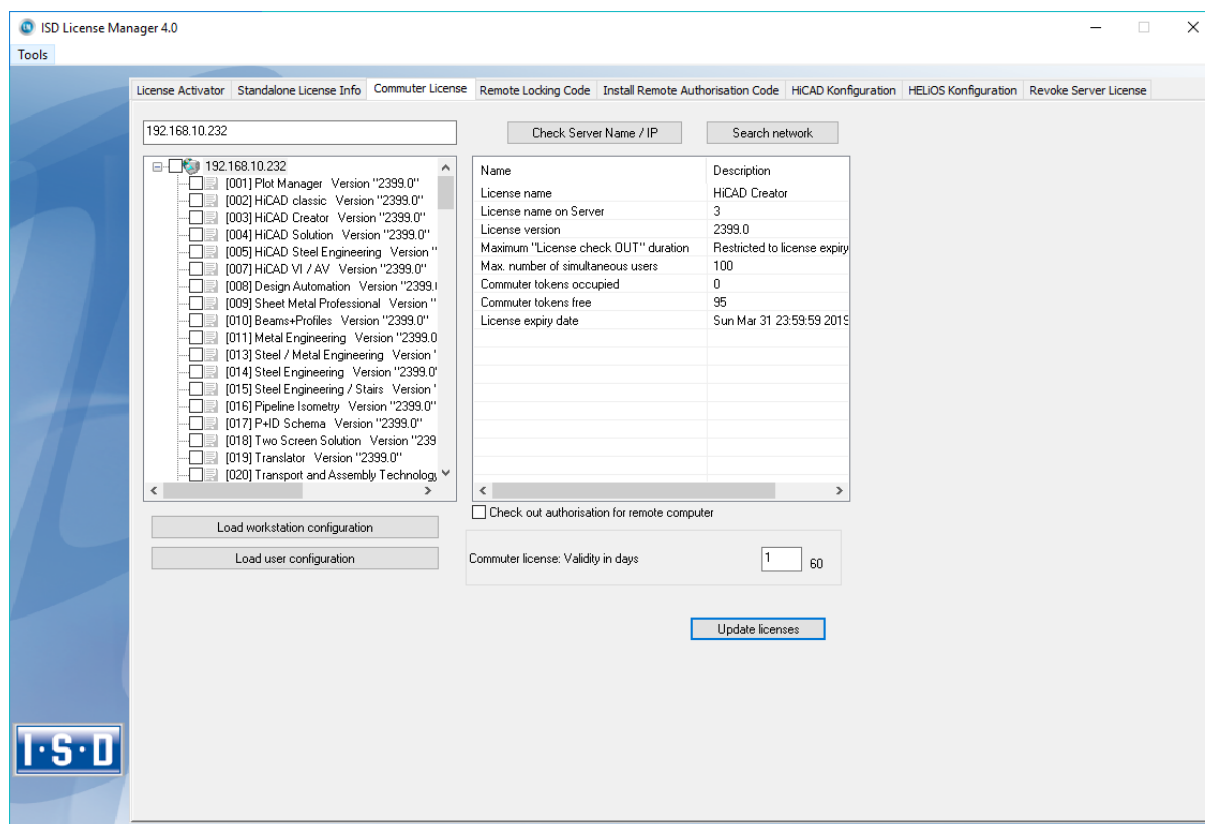 ISD License Manager 4.0
Tools
License Activator Standalone License Info Commuter License Remote Locking Code Install Remote Authorisation Code HiCAD Konfiguration HELiOS Konfiguration Revoke Server License
192.168.10.232 Check Server Name / IP Search network
192.168.10.232
[001] Plot Manager Version "2399.0"
[002] HiCAD classic Version "2399.0"
[003] HiCAD Creator Version "2399.0"
[004] HiCAD Solution Version "2399.0"
[005] HiCAD Steel Engineering Version "
[007] HiCAD VI / AV Version "2399.0"
[008] Design Automation Version "2399.
[009] Sheet Metal Professional Version "
[010] Beams+Profiles Version "2399.0"
[011] Metal Engineering Version "2399.0
[013] Steel / Metal Engineering Version "
[014] Steel Engineering Version "2399.0"
[015] Steel Engineering / Stairs Version "
[016] Pipeline Isometry Version "2399.0"
[017] P+ID Schema Version "2399.0"
[018] Two Screen Solution Version "239
[019] Translator Version "2399.0"
[020] Transport and Assembly Technology
Name Description
License name HiCAD Creator
License name on Server 3
License version 2399.0
Maximum "License check OUT" duration Restricted to license expiry
Max. number of simultaneous users 100
Commuter tokens occupied 0
Commuter tokens free 95
License expiry date Sun Mar 31 23:59:59 2019
Load workstation configuration
Load user configuration
Check out authorisation for remote computer
Commuter license: Validity in days 1 60
Update licenses
I·S·D